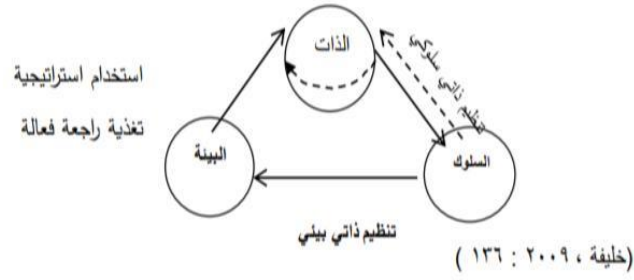 الذات
تنظيم ذاتي سلوكي
استخدام استراتيجية
تغذية راجعة فعالة
البيئة
السلوك
تنظيم ذاتي بيئي
(خليفة ، ٢٠٠٩ : ١٣٦ )